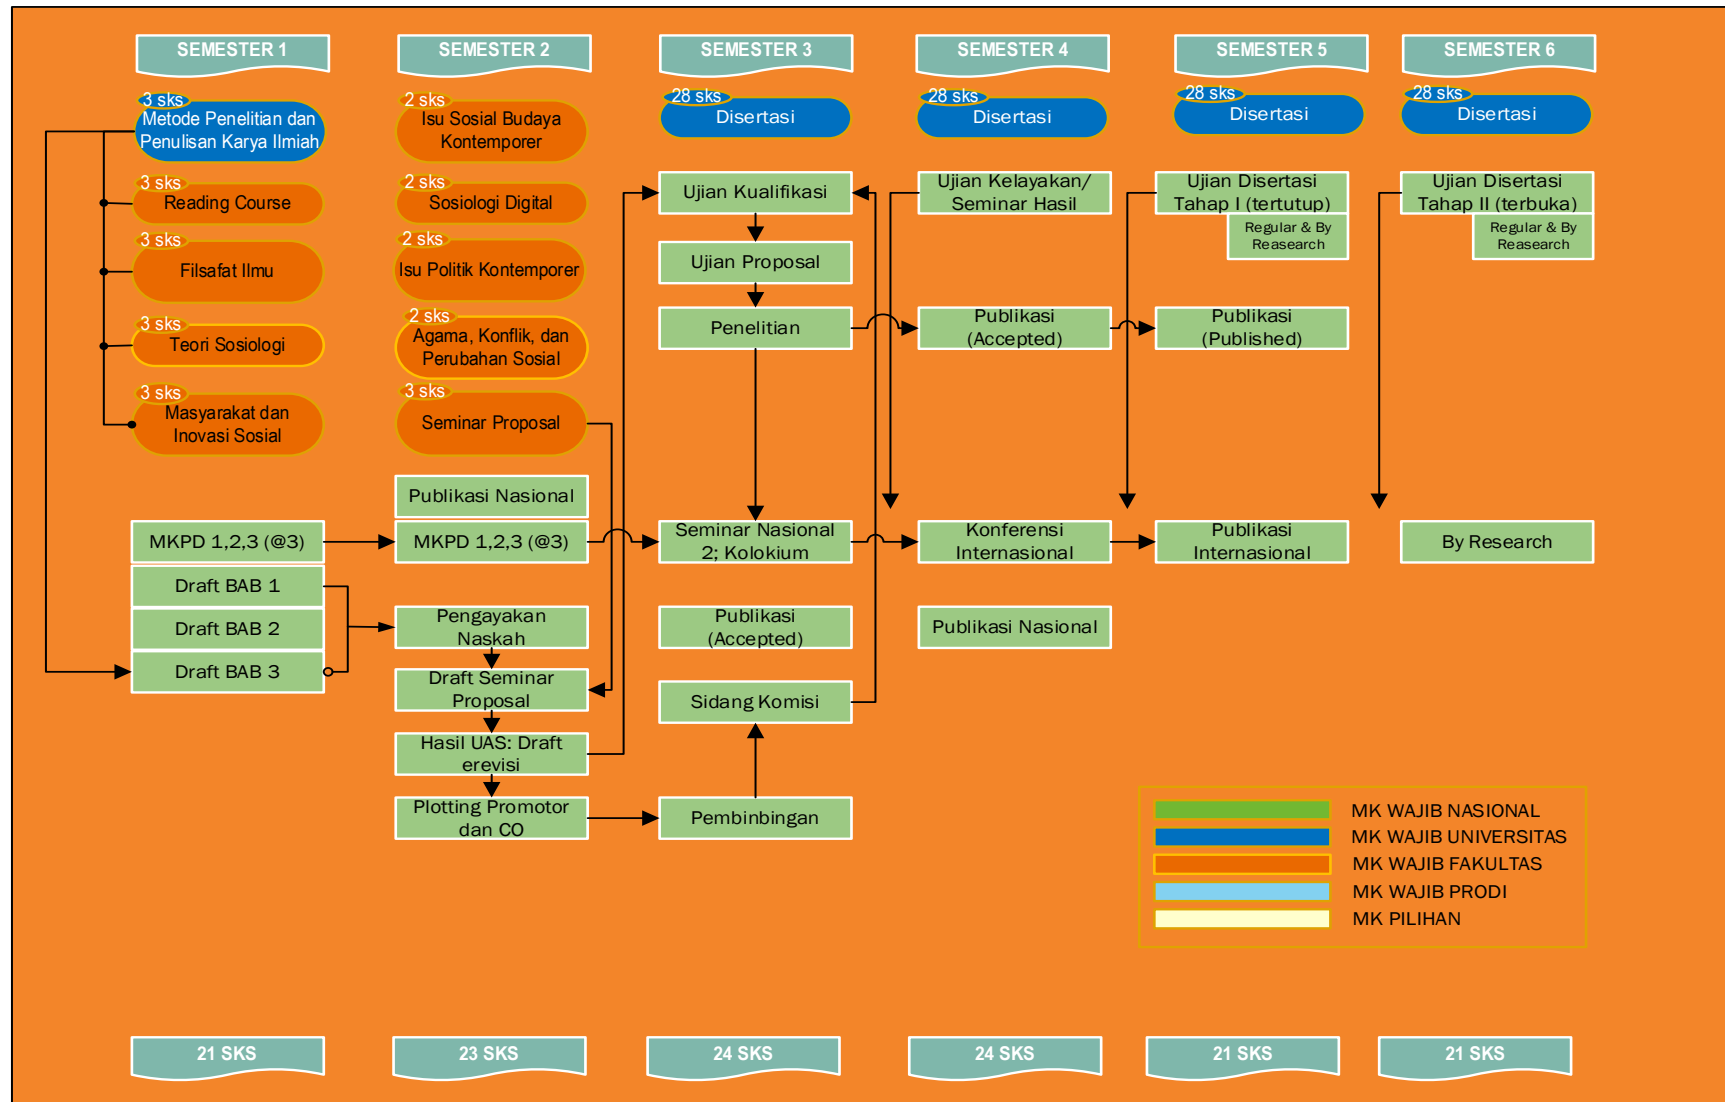 SEMESTER 1
SEMESTER 2
SEMESTER 3
SEMESTER 4
SEMESTER 5
SEMESTER 6
3 sks
Metode Penelitian dan
Penulisan Karya Ilmiah
2 sks
Isu Sosial Budaya
Kontemporer
28 sks
Disertasi
28 sks
Disertasi
28 sks
Disertasi
28 sks
Disertasi
3 sks
Reading Course
2 sks
Sosiologi Digital
Ujian Kualifikasi
Ujian Kelayakan/
Seminar Hasil
Ujian Disertasi
Tahap I (tertutup)
Regular & By
Reasearch
Ujian Disertasi
Tahap II (terbuka)
Regular & By
Reasearch
3 sks
Filsafat Ilmu
2 sks
Isu Politik Kontemporer
Ujian Proposal
3 sks
Teori Sosiologi
2 sks
Agama, Konflik, dan
Perubahan Sosial
Penelitian
Publikasi
(Accepted)
Publikasi
(Published)
3 sks
Masyarakat dan
Inovasi Sosial
3 sks
Seminar Proposal
Publikasi Nasional
MKPD 1,2,3 (@3)
MKPD 1,2,3 (@3)
Seminar Nasional
2; Kolokium
Konferensi
Internasional
Publikasi
Internasional
By Research
Draft BAB 1
Draft BAB 2
Draft BAB 3
Pengayakan
Naskah
Publikasi
(Accepted)
Publikasi Nasional
Draft Seminar
Proposal
Sidang Komisi
Hasil UAS: Draft
erevisi
Plotting Promotor
dan CO
Pembinbingan
MK WAJIB NASIONAL
MK WAJIB UNIVERSITAS
MK WAJIB FAKULTAS
MK WAJIB PRODI
MK PILIHAN
21 SKS
23 SKS
24 SKS
24 SKS
21 SKS
21 SKS